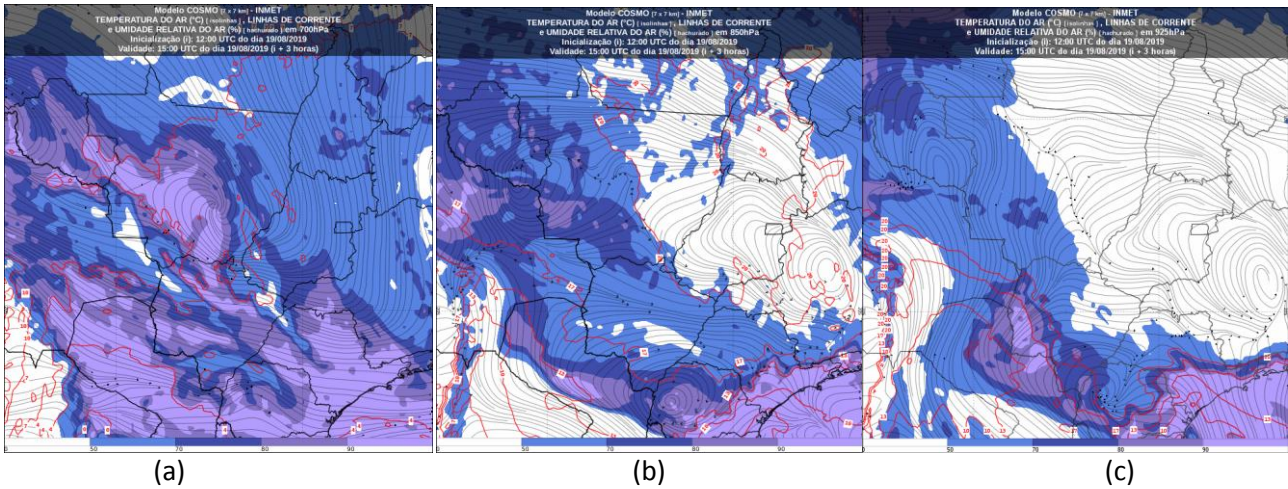 Modelo COSMO [7 x 7 km] - INMET
TEMPERATURA DO AR (°C) [ isolinhas ] , LINHAS DE CORRENTE
e UMIDADE RELATIVA DO AR (%) [ hachurado ] em 700hPa
Inicialização (i): 12:00 UTC do dia 19/08/2019
Validade: 15:00 UTC do dia 19/08/2019 (i + 3 horas)
50 70 80 90
(a)
Modelo COSMO [7 x 7 km] - INMET
TEMPERATURA DO AR (°C) [ isolinhas ], LINHAS DE CORRENTE
e UMIDADE RELATIVA DO AR (%) [ hachurado ] em 850hPa
Inicialização (i): 12:00 UTC do dia 19/08/2019
Validade: 15:00 UTC do dia 19/08/2019 (i + 3 horas)
50 70 80 90
(b)
Modelo COSMO [7 x 7 km] - INMET
TEMPERATURA DO AR (°C) [ isolinhas ] , LINHAS DE CORRENTE
e UMIDADE RELATIVA DO AR (%) [ hachurado ] em 925hPa
Inicialização (i): 12:00 UTC do dia 19/08/2019
Validade: 15:00 UTC do dia 19/08/2019 (i + 3 horas)
50 70 80 90
(c)